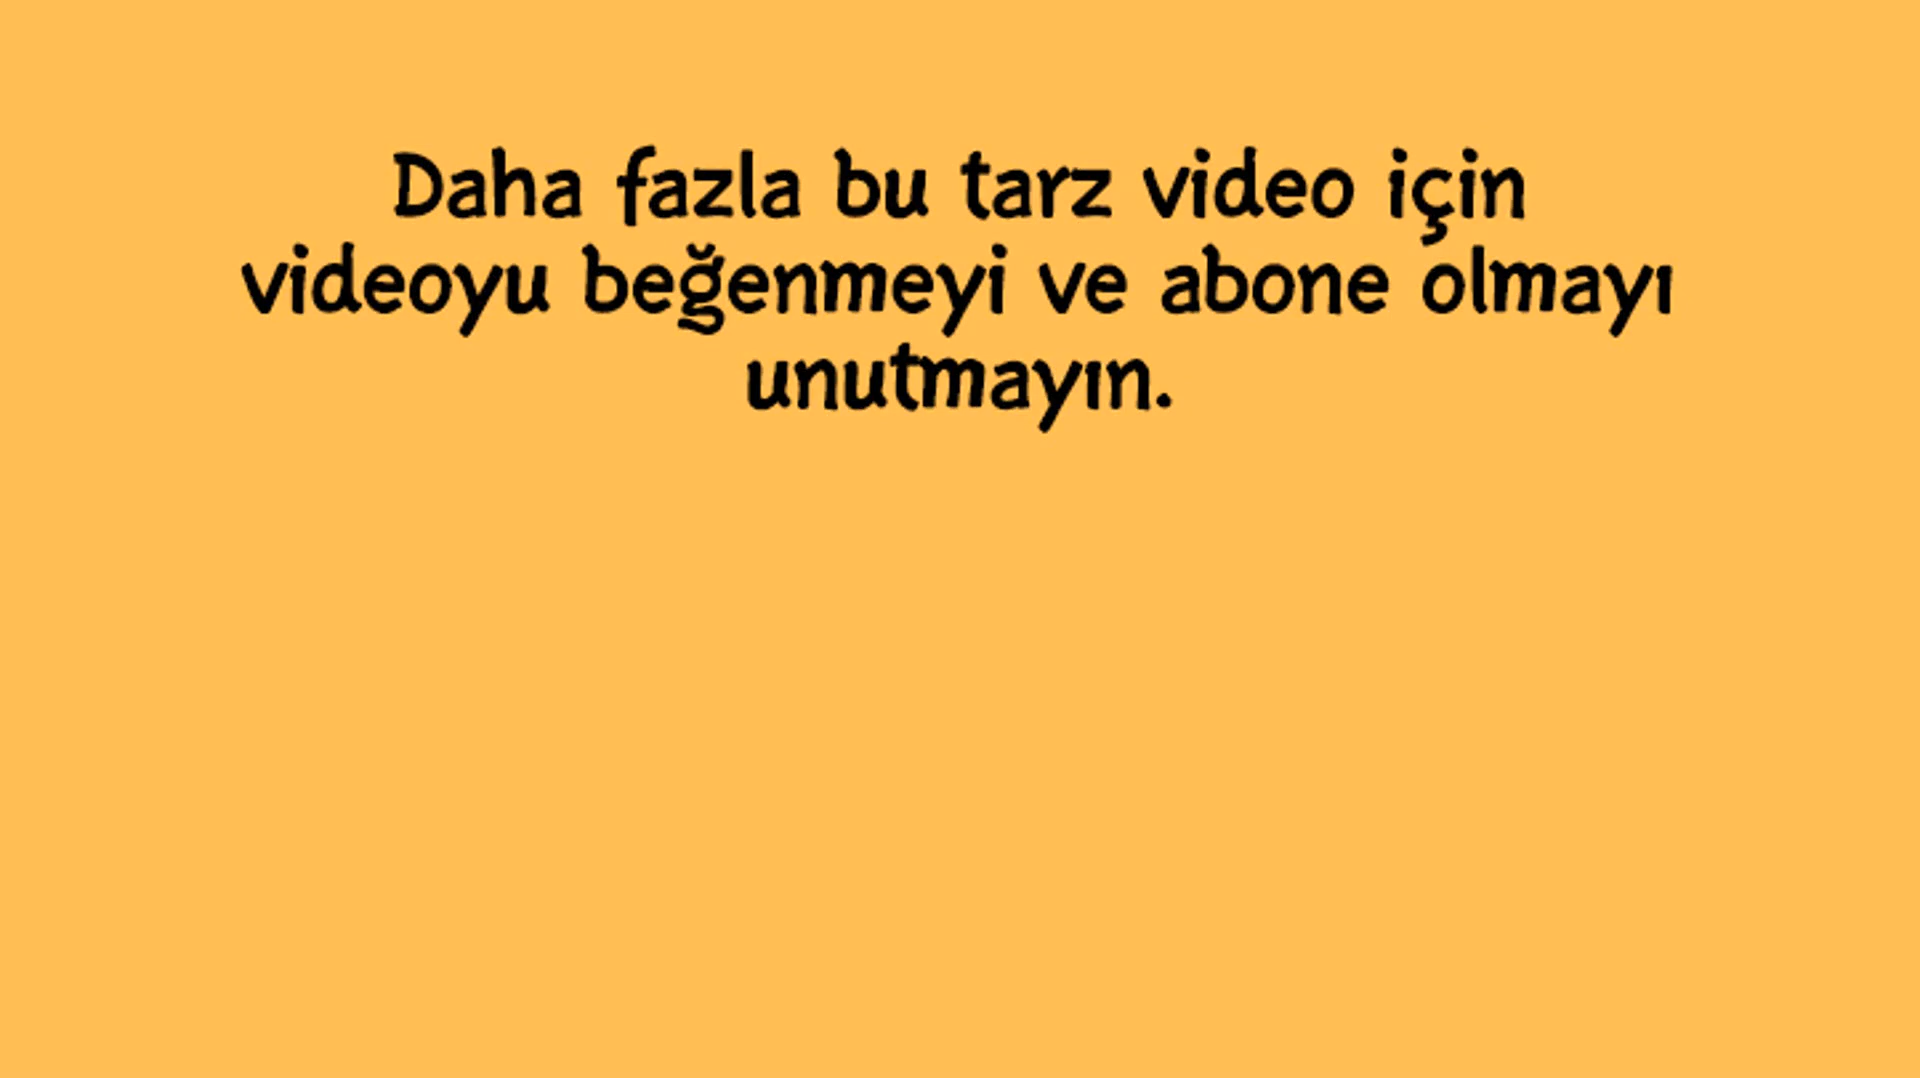 Daha fazla bu tarz video için
videoyu beğenmeyi ve abone olmayı
unutmayın.